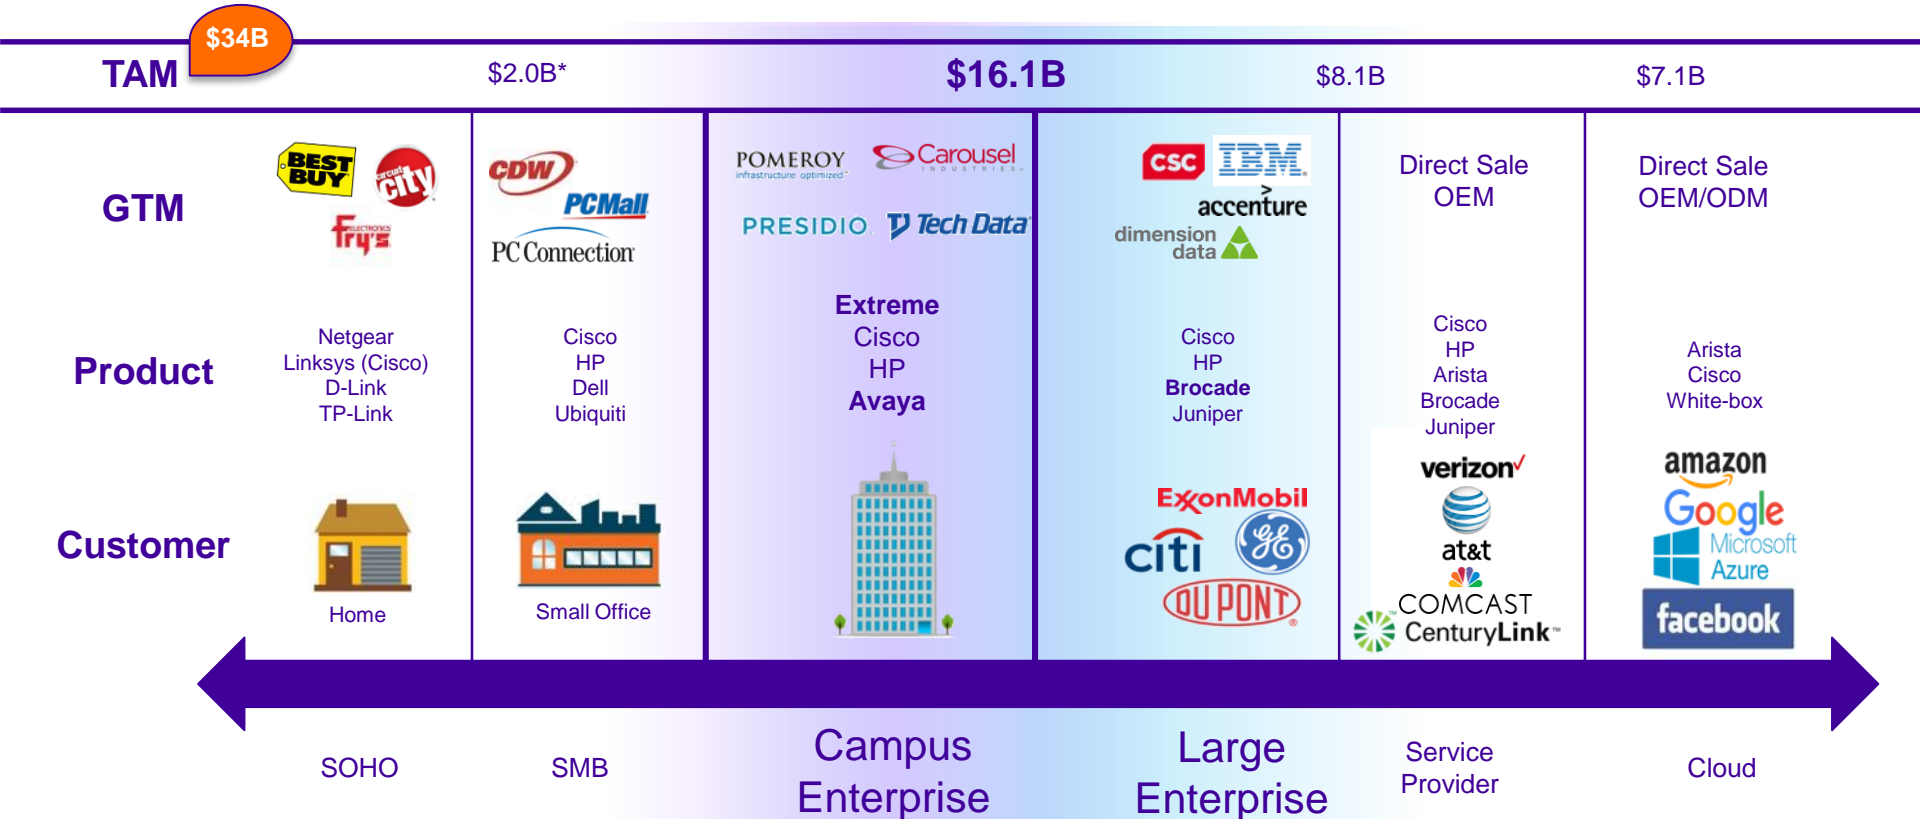 $34B
TAM
$2.0B*
$16.1B
$8.1B
$7.1B
GTM
BEST
BUY
circuit
city
ELECTRONICS
fry's
CDW
PCMall
PC Connection
POMEROY
infrastructure optimized
Carousel
INDUSTRIES
PRESIDIO
Tech Data
CSC
IBM
>
accenture
dimension
data
Direct Sale
OEM
Direct Sale
OEM/ODM
Product
Netgear
Linksys (Cisco)
D-Link
TP-Link
Cisco
HP
Dell
Ubiquiti
Extreme
Cisco
HP
Avaya
Cisco
HP
Brocade
Juniper
Cisco
HP
Arista
Brocade
Juniper
Arista
Cisco
White-box
Customer
Home
Small Office
ExxonMobil
citi
GE
DUPONT
verizon
at&t
COMCAST
CenturyLink™
amazon
Google
Microsoft
Azure
facebook
SOHO
SMB
Campus
Enterprise
Large
Enterprise
Service
Provider
Cloud